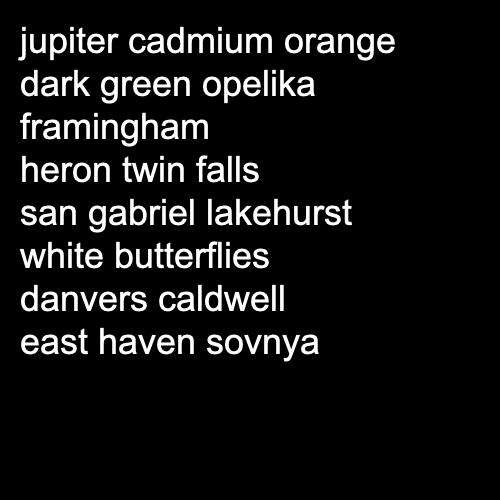 jupiter cadmium orange
dark green opelika
framingham
heron twin falls
san gabriel lakehurst
white butterflies
danvers caldwell
east haven sovnya